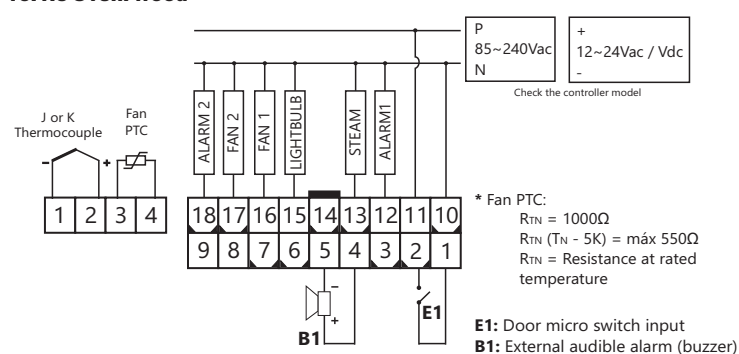 P
85~240Vac
N
+
12~24Vac / Vdc
-
Check the controller model
ALARM 2
FAN 2
FAN 1
LIGHTBULB
STEAM
ALARM1
J or K
Thermocouple
Fan
PTC
- +
1 2 3 4
18 17 16 15 14 13 12 11 10
9 8 7 6 5 4 3 2 1
-
+
B1
E1
* Fan PTC:
RTN = 1000Ω
RTN (TN - 5K) = máx 550Ω
RTN = Resistance at rated
temperature
E1: Door micro switch input
B1: External audible alarm (buzzer)